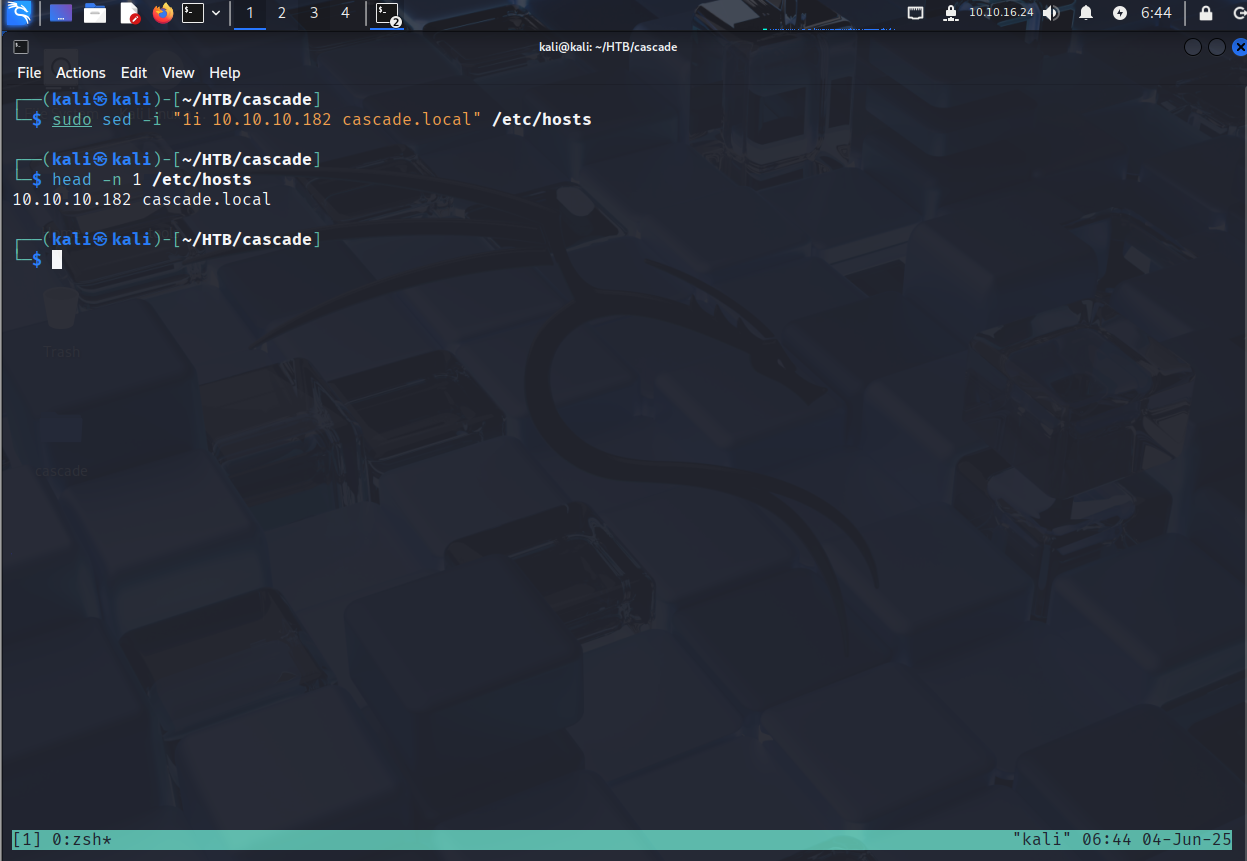 1 2 3 4 2 10.10.16.24 6:44
kali@kali: ~/HTB/cascade
File Actions Edit View Help
┌──(kali㉿kali)-[~/HTB/cascade]
└─$ sudo sed -i "1i 10.10.10.182 cascade.local" /etc/hosts
┌──(kali㉿kali)-[~/HTB/cascade]
└─$ head -n 1 /etc/hosts
10.10.10.182 cascade.local
┌──(kali㉿kali)-[~/HTB/cascade]
└─$
Trash
cascade
[1] 0:zsh* "kali" 06:44 04-Jun-25